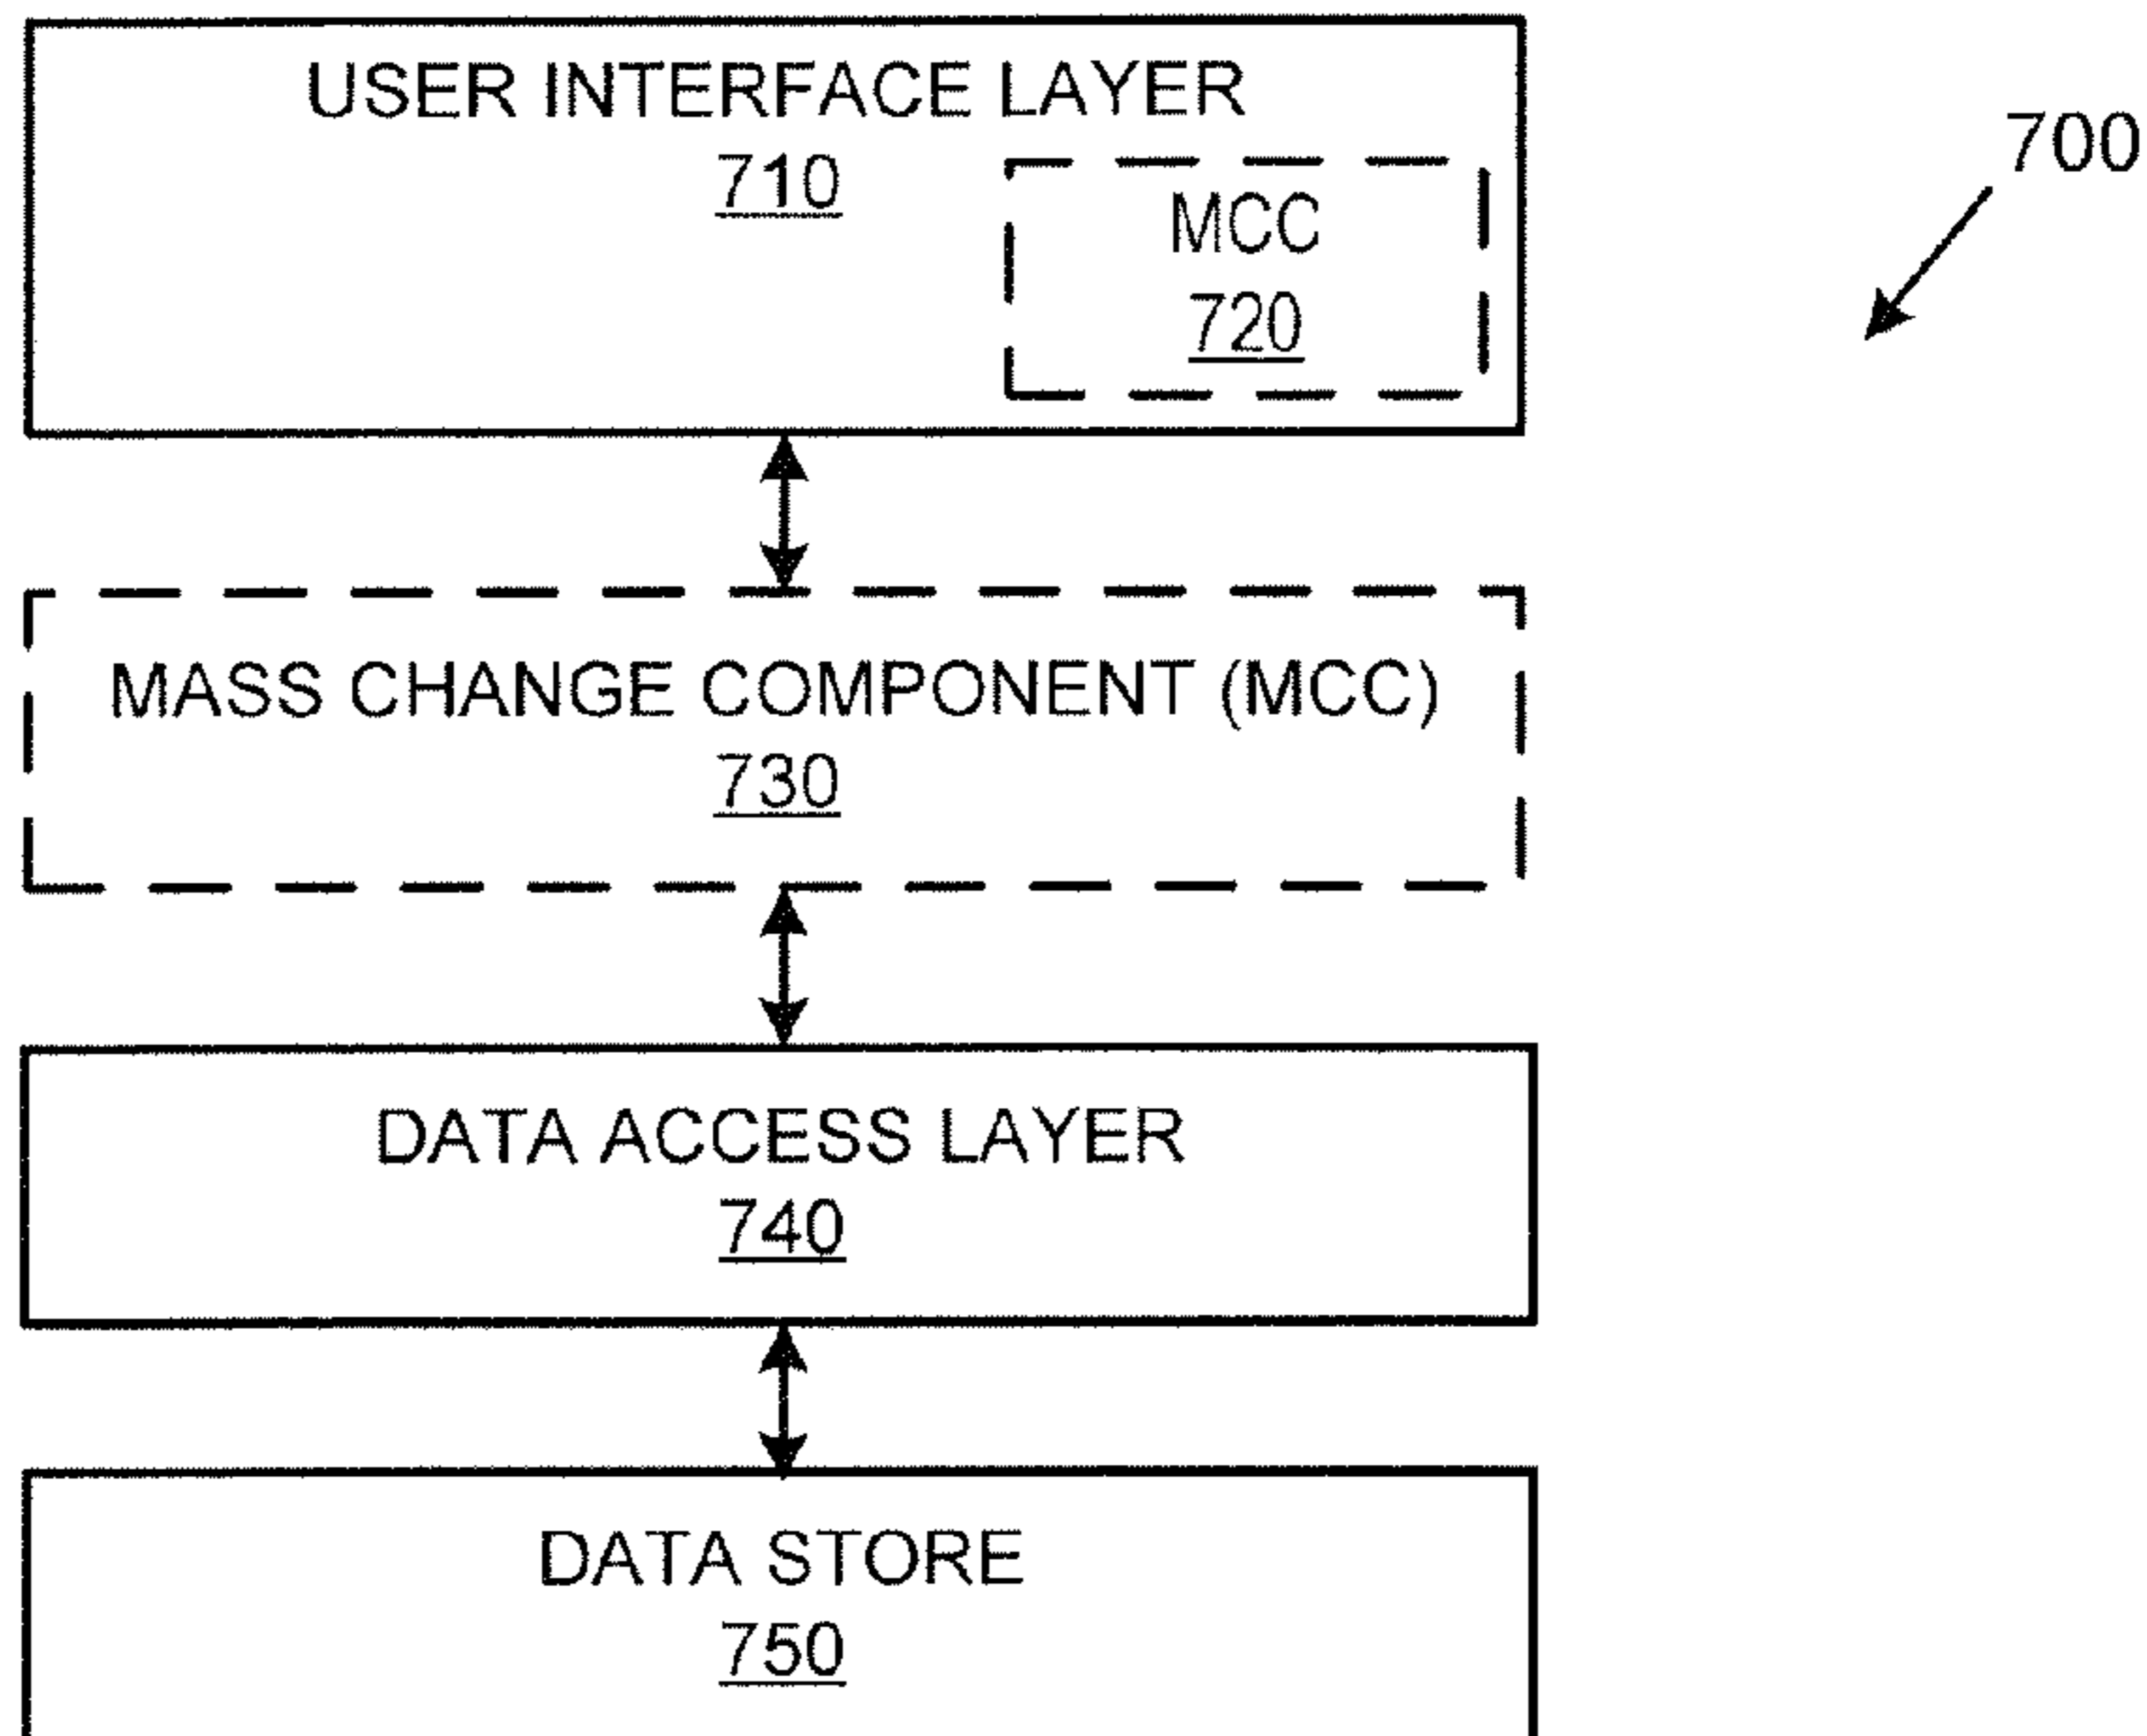 USER INTERFACE LAYER
710
MCC
720
700
MASS CHANGE COMPONENT (MCC)
730
DATA ACCESS LAYER
740
DATA STORE
750